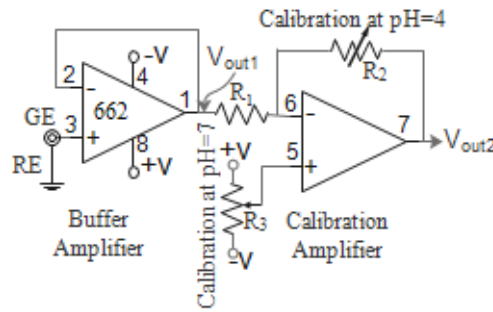 Calibration at pH=4
-V
Vout1
R2
2
-
4
662
1
R1
6
-
7
Vout2
GE
3
+
8
+V
5
+
+V
RE
Calibration at pH=7
R3
-V
Buffer
Amplifier
Calibration
Amplifier